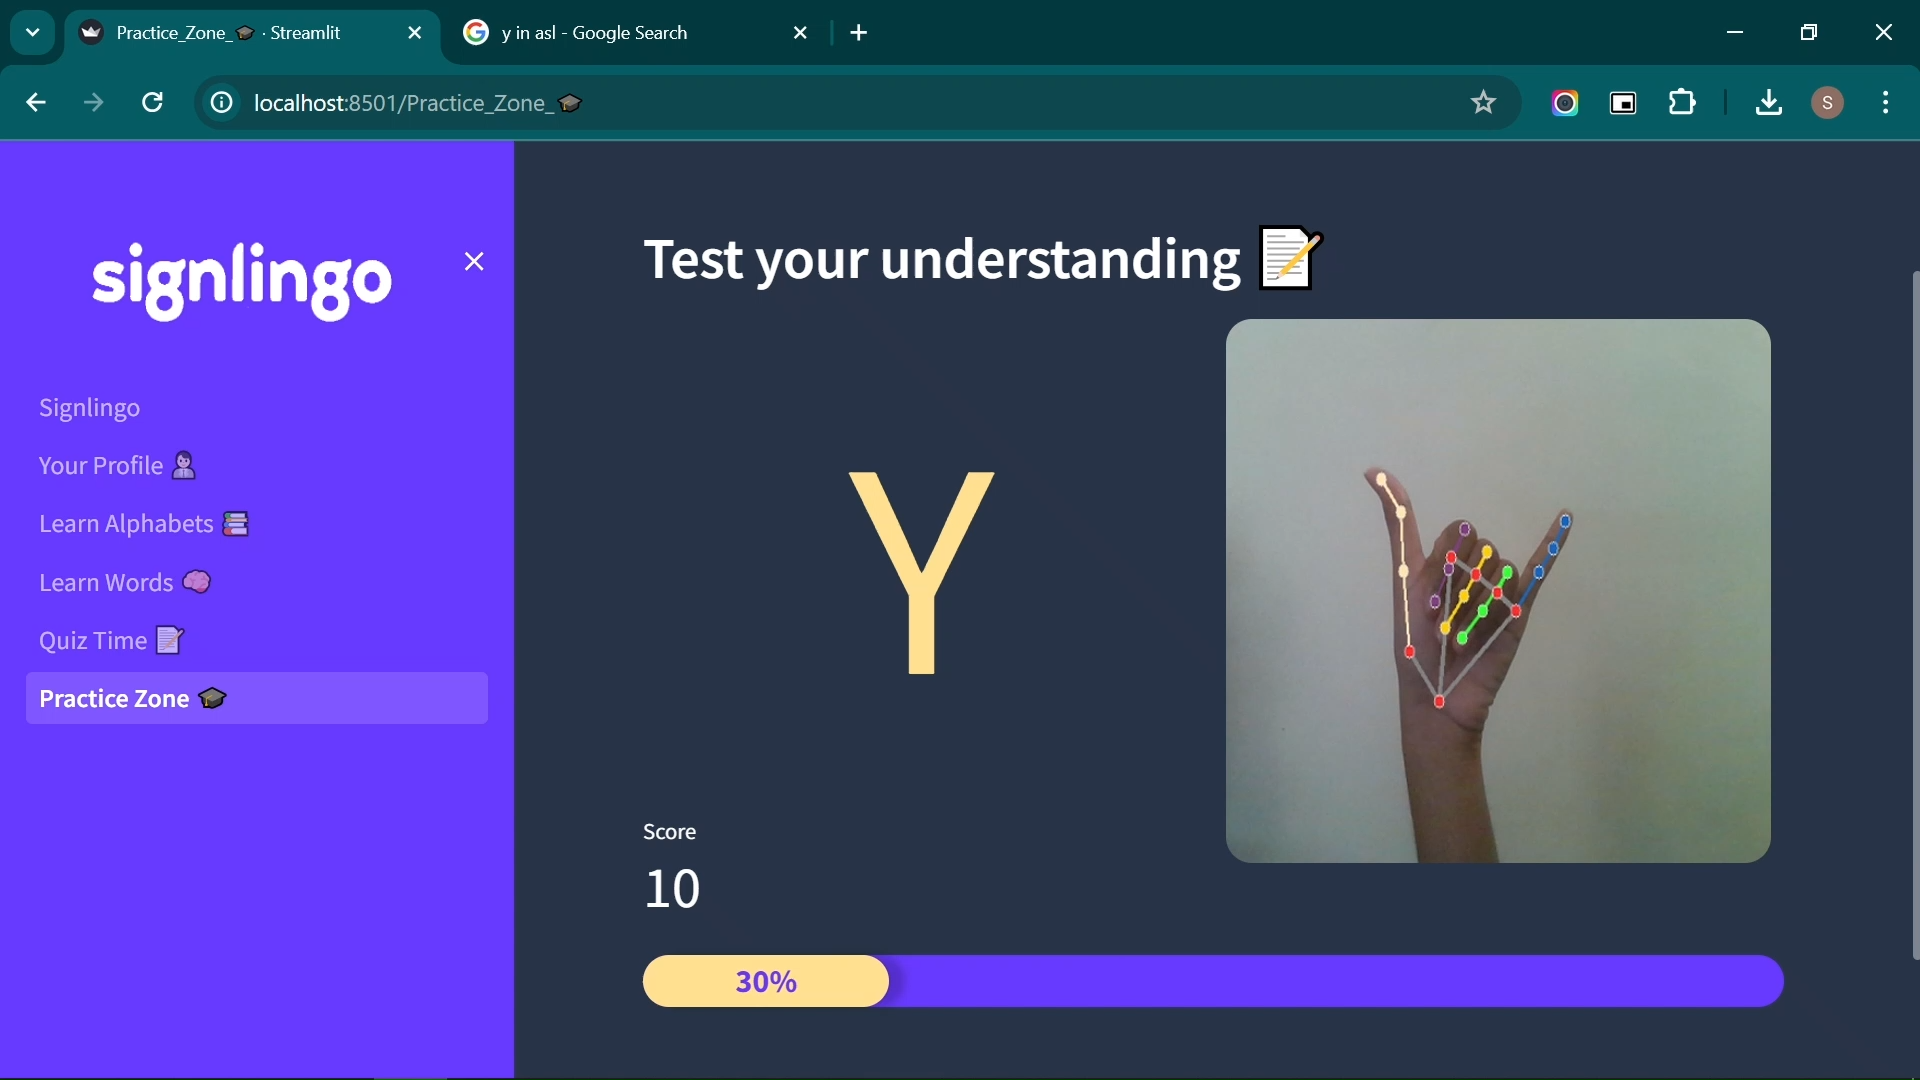 Practice_Zone_🎓 · Streamlit
y in asl - Google Search
localhost:8501/Practice_Zone_🎓
S
signlingo
Signlingo
Your Profile
Learn Alphabets 📚
Learn Words 🧠
Quiz Time 📝
Practice Zone 🎓
Test your understanding 📝
Y
Score
10
30%